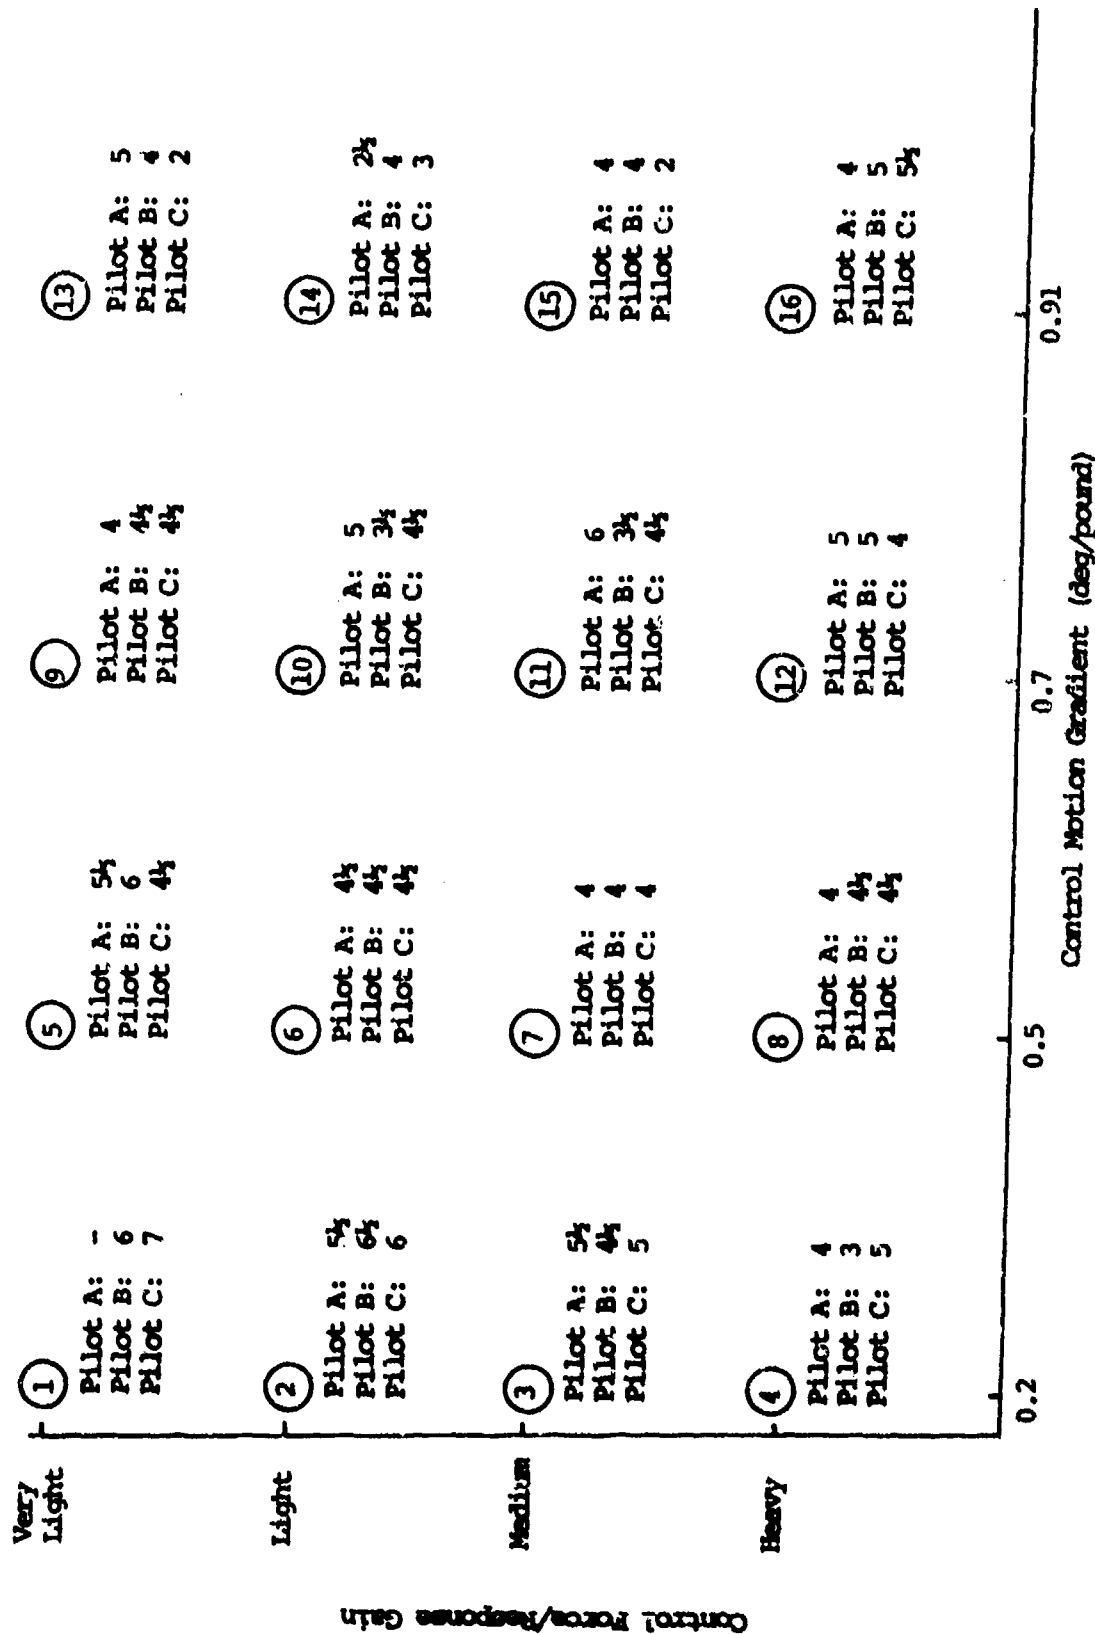 Control Force/Response Gain
Very
Light
1
Pilot A: -
Pilot B: 6
Pilot C: 7
5
Pilot A: 5½
Pilot B: 6
Pilot C: 4½
9
Pilot A: 4
Pilot B: 4½
Pilot C: 4½
13
Pilot A: 5
Pilot B: 4
Pilot C: 2
Light
2
Pilot A: 5½
Pilot B: 6½
Pilot C: 6
6
Pilot A: 4½
Pilot B: 4½
Pilot C: 4½
10
Pilot A: 5
Pilot B: 3½
Pilot C: 4½
14
Pilot A: 2½
Pilot B: 4
Pilot C: 3
Medium
3
Pilot A: 5½
Pilot B: 4½
Pilot C: 5
7
Pilot A: 4
Pilot B: 4
Pilot C: 4
11
Pilot A: 6
Pilot B: 3½
Pilot C: 4½
15
Pilot A: 4
Pilot B: 4
Pilot C: 2
Heavy
4
Pilot A: 4
Pilot B: 3
Pilot C: 5
8
Pilot A: 4
Pilot B: 4½
Pilot C: 4½
12
Pilot A: 5
Pilot B: 5
Pilot C: 4
16
Pilot A: 4
Pilot B: 5
Pilot C: 5½
0.2
0.5
0.7
0.91
Control Motion Gradient (deg/pound)